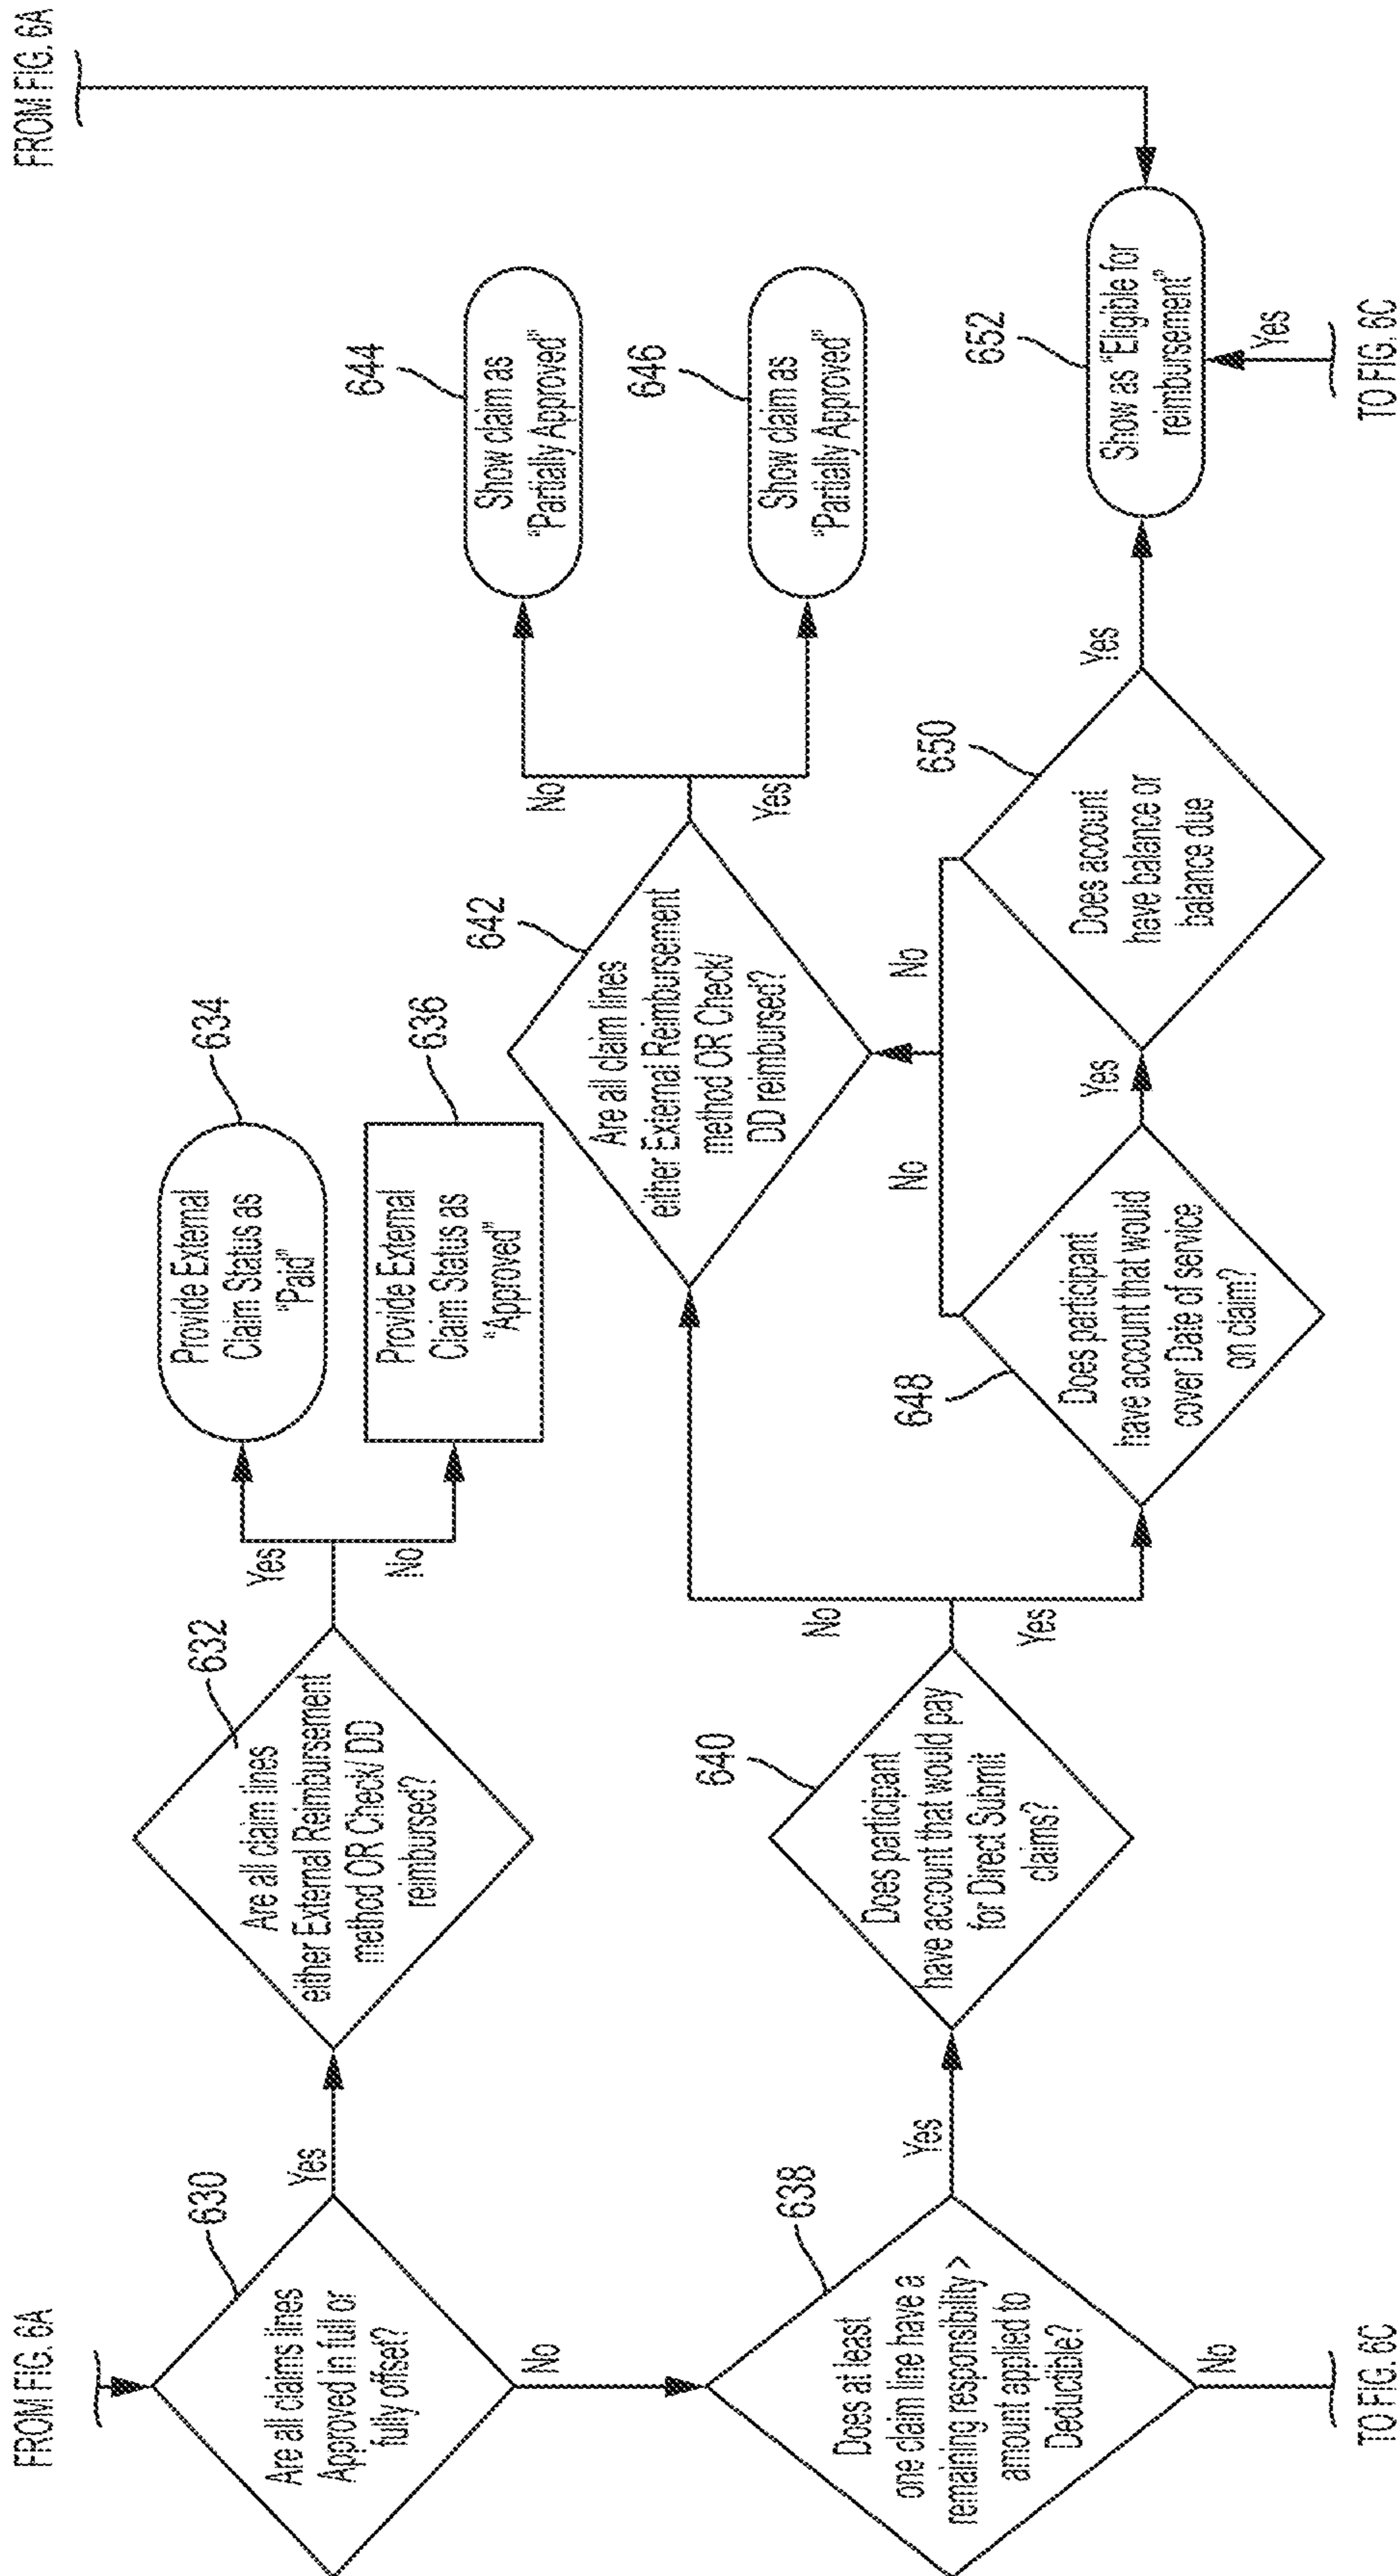 FROM FIG. 6A
FROM FIG. 6A
630
Are all claims lines
Approved in full or
fully offset?
Yes
No
632
Are all claim lines
either External Reimbursement
method OR Check/ DD
reimbursed?
Yes
No
634
Provide External
Claim Status as
"Paid"
636
Provide External
Claim Status as
"Approved"
638
Does at least
one claim line have a
remaining responsibility >
amount applied to
Deductible?
Yes
No
TO FIG. 6C
640
Does participant
have account that would pay
for Direct Submit
claims?
No
Yes
642
Are all claim lines
either External Reimbursement
method OR Check/
DD reimbursed?
No
Yes
644
Show claim as
"Partially Approved"
646
Show claim as
"Partially Approved"
648
Does participant
have account that would
cover Date of service
on claim?
No
Yes
650
Does account
have balance or
balance due
No
Yes
652
Show as "Eligible for
reimbursement"
Yes
TO FIG. 6C